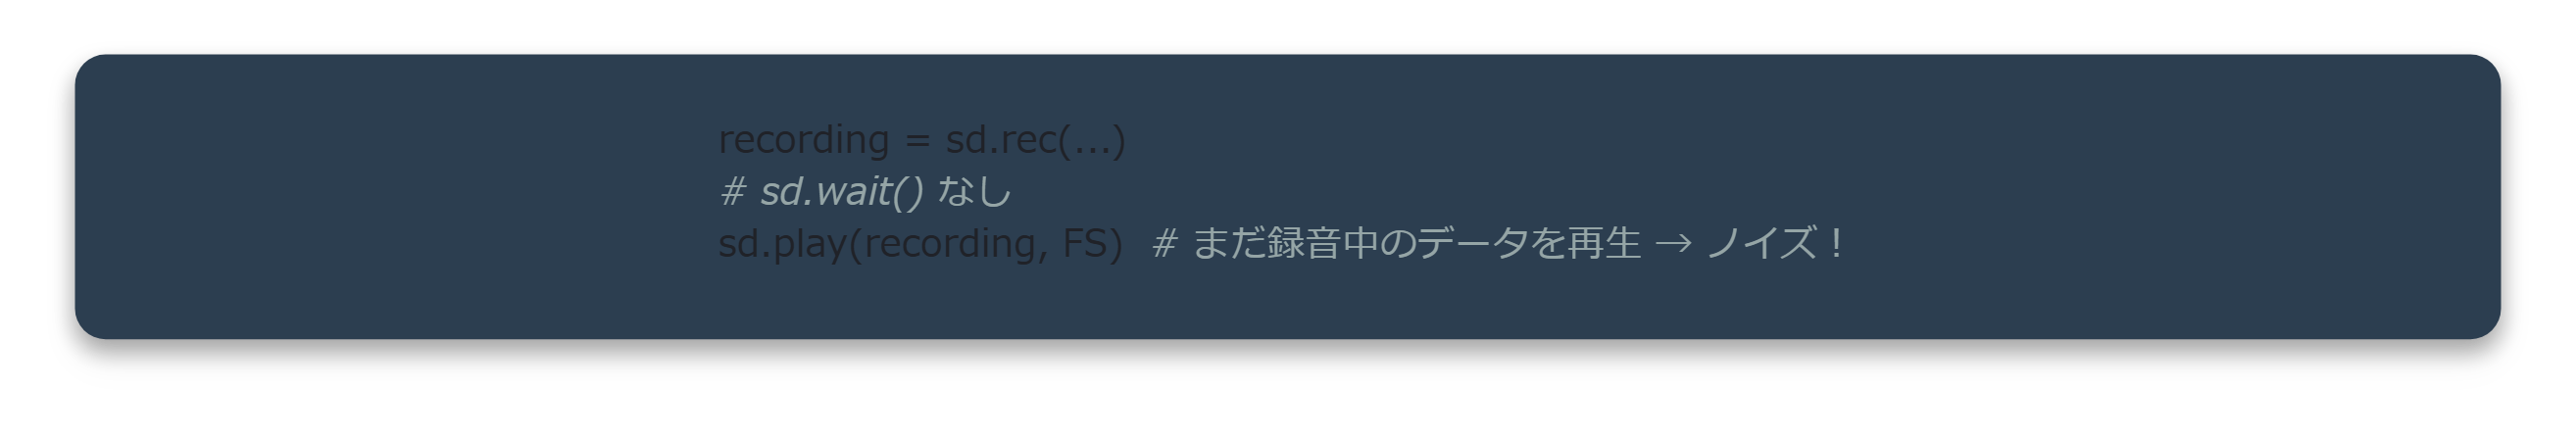 recording = sd.rec(...)
# sd.wait() なし
sd.play(recording, FS)  # まだ録音中のデータを再生 → ノイズ！